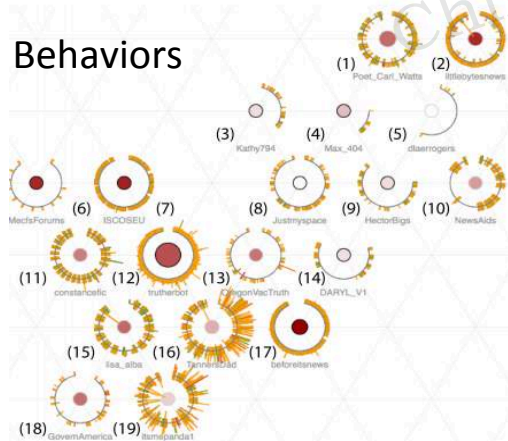 Behaviors
(1) (2)
Poet_Carl_Watts littlebytesnews
(3) (4) (5)
Kathy794 Max_404 dlaerrogers
(6) (7) (8) (9) (10)
MecfsForums ISCOSEU Justmyspace HectorBigs NewsAids
(11) (12) (13) (14)
constancefic trutherbot OregonVacTruth DARYL_V1
(15) (16) (17)
lisa_alba TannersDad beforeitsnews
(18) (19)
GovernAmerica itsmepanda1